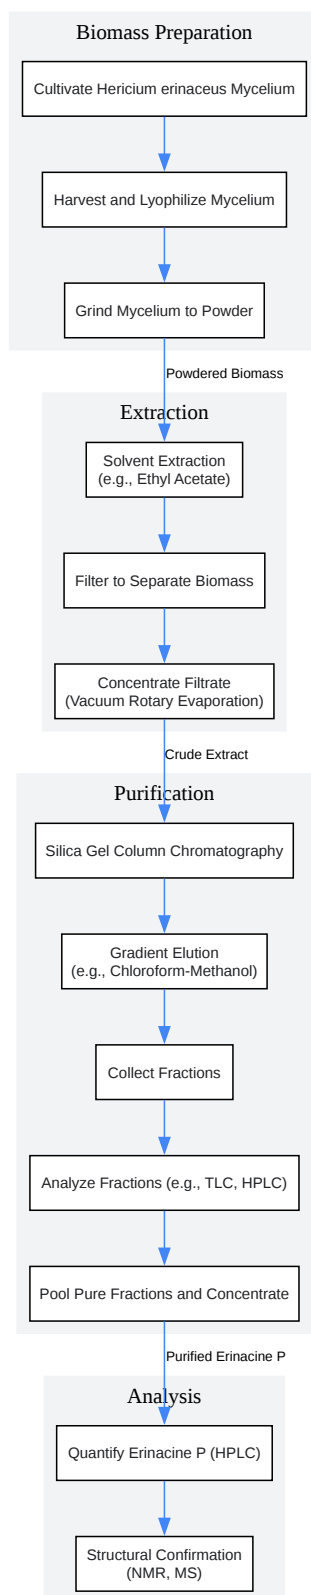 Biomass Preparation
Cultivate Hericium erinaceus Mycelium
Harvest and Lyophilize Mycelium
Grind Mycelium to Powder
Powdered Biomass
Extraction
Solvent Extraction
(e.g., Ethyl Acetate)
Filter to Separate Biomass
Concentrate Filtrate
(Vacuum Rotary Evaporation)
Crude Extract
Purification
Silica Gel Column Chromatography
Gradient Elution
(e.g., Chloroform-Methanol)
Collect Fractions
Analyze Fractions (e.g., TLC, HPLC)
Pool Pure Fractions and Concentrate
Purified Erinacine P
Analysis
Quantify Erinacine P (HPLC)
Structural Confirmation
(NMR, MS)